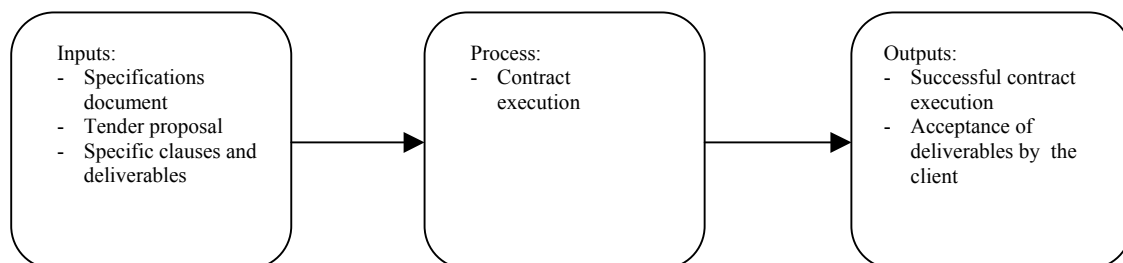 Inputs:
- Specifications
document
- Tender proposal
- Specific clauses and
deliverables
Process:
- Contract
execution
Outputs:
- Successful contract
execution
- Acceptance of
deliverables by the
client